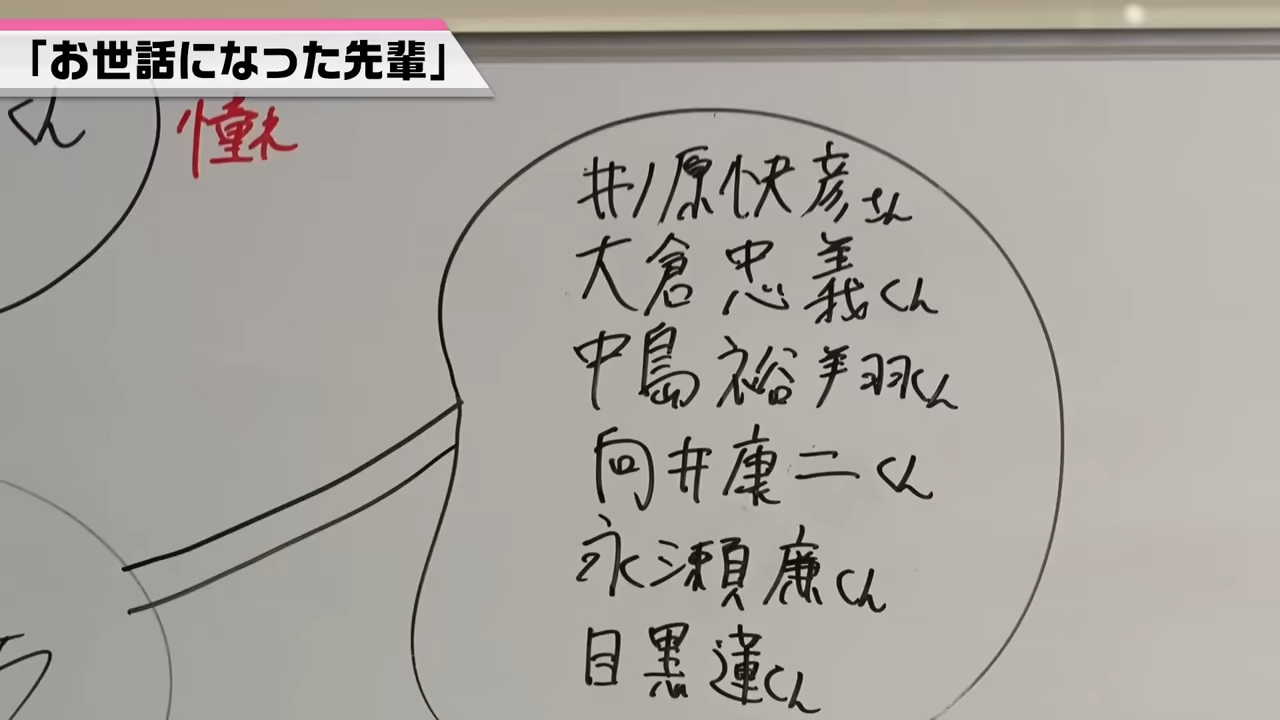 「お世話になった先輩」
くん
憧れ
井ノ原快彦さん
大倉忠義くん
中島裕翔くん
向井康二くん
永瀬廉くん
目黒蓮くん